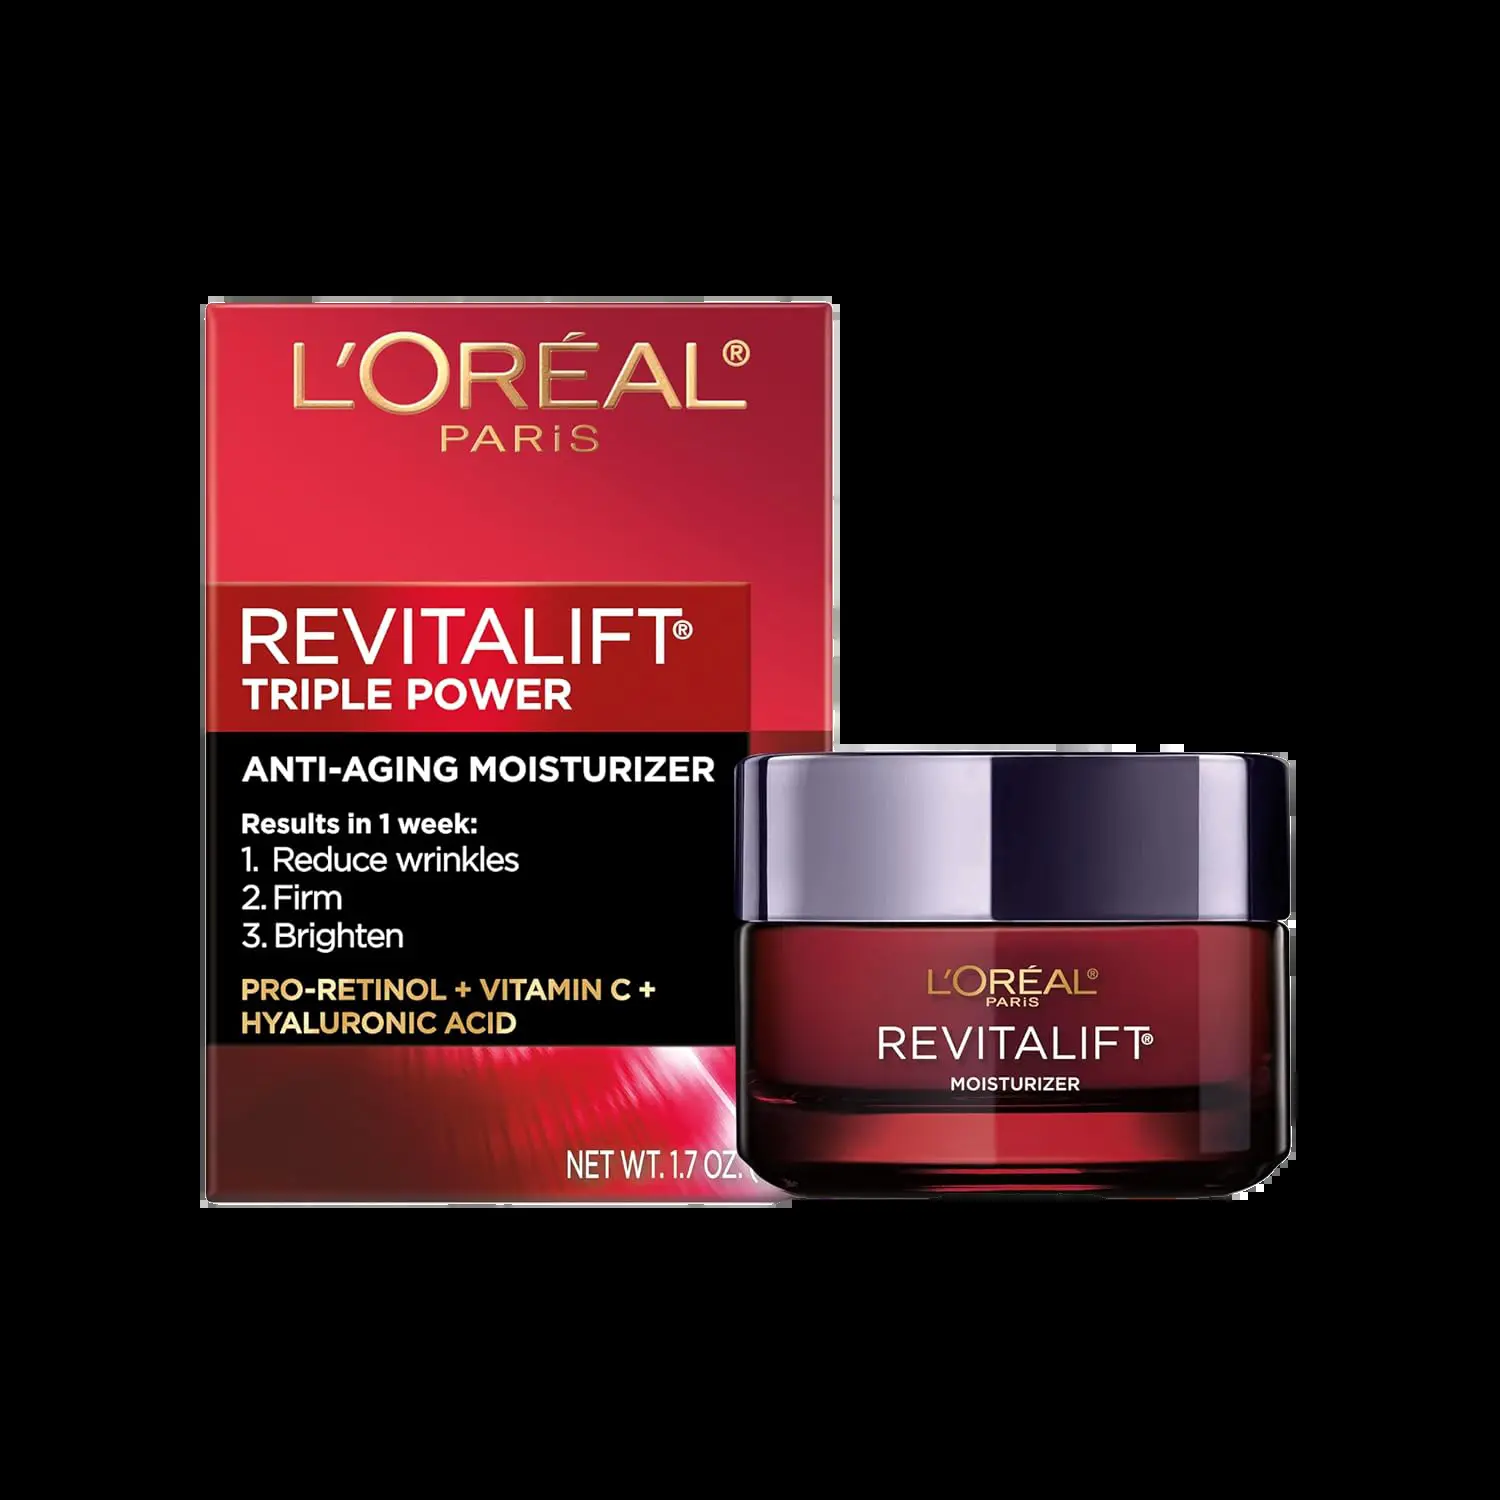 L'ORÉAL®
PARiS
REVITALIFT®
TRIPLE POWER
ANTI-AGING MOISTURIZER
Results in 1 week:
1. Reduce wrinkles
2. Firm
3. Brighten
PRO-RETINOL + VITAMIN C +
HYALURONIC ACID
NET WT. 1.7 OZ. (
L'ORÉAL®
PARiS
REVITALIFT®
MOISTURIZER